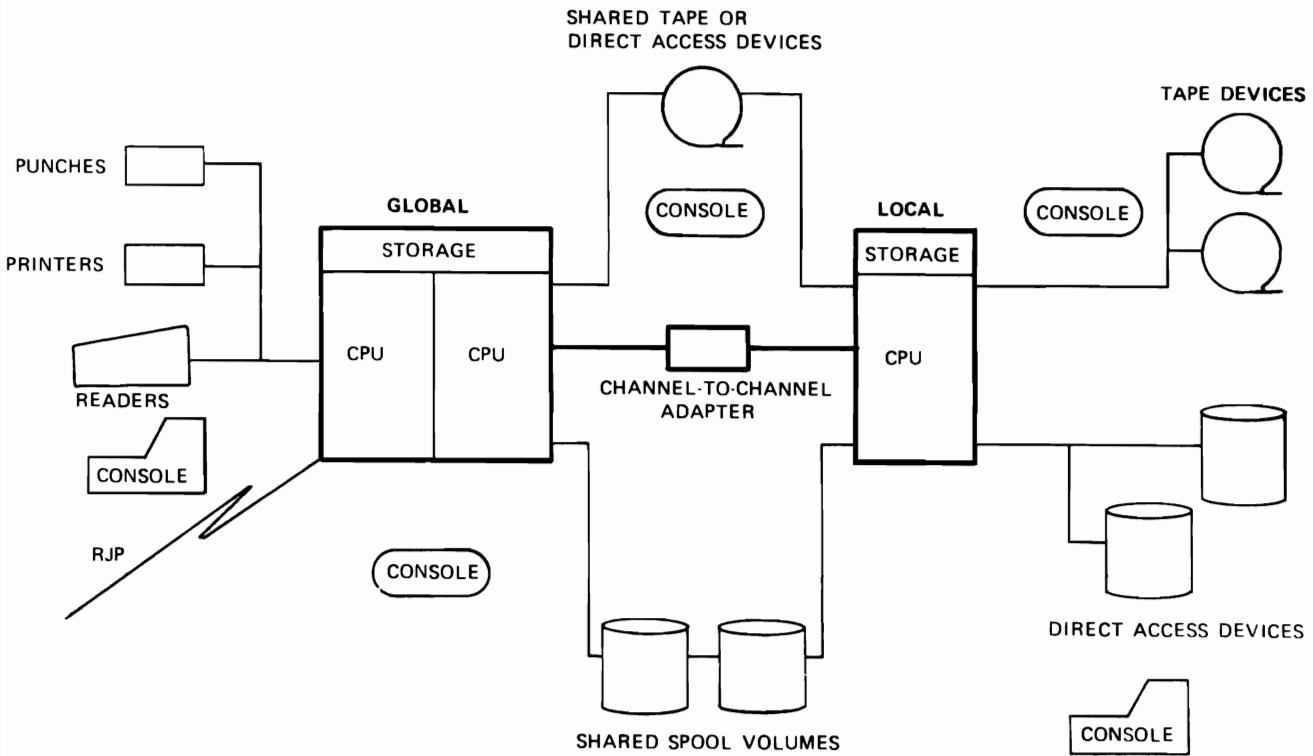 SHARED TAPE OR
DIRECT ACCESS DEVICES
TAPE DEVICES
PUNCHES
CONSOLE
CONSOLE
GLOBAL
LOCAL
STORAGE
STORAGE
PRINTERS
CPU
CPU
CPU
CHANNEL-TO-CHANNEL
ADAPTER
READERS
CONSOLE
RJP
CONSOLE
DIRECT ACCESS DEVICES
SHARED SPOOL VOLUMES
CONSOLE